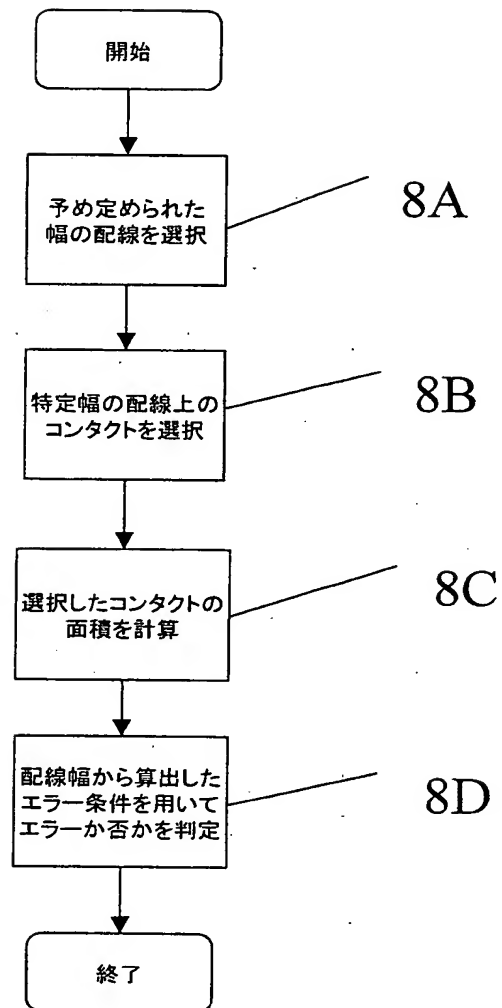 開始
予め定められた
幅の配線を選択
8A
特定幅の配線上の
コンタクトを選択
8B
選択したコンタクトの
面積を計算
8C
配線幅から算出した
エラー条件を用いて
エラーか否かを判定
8D
終了